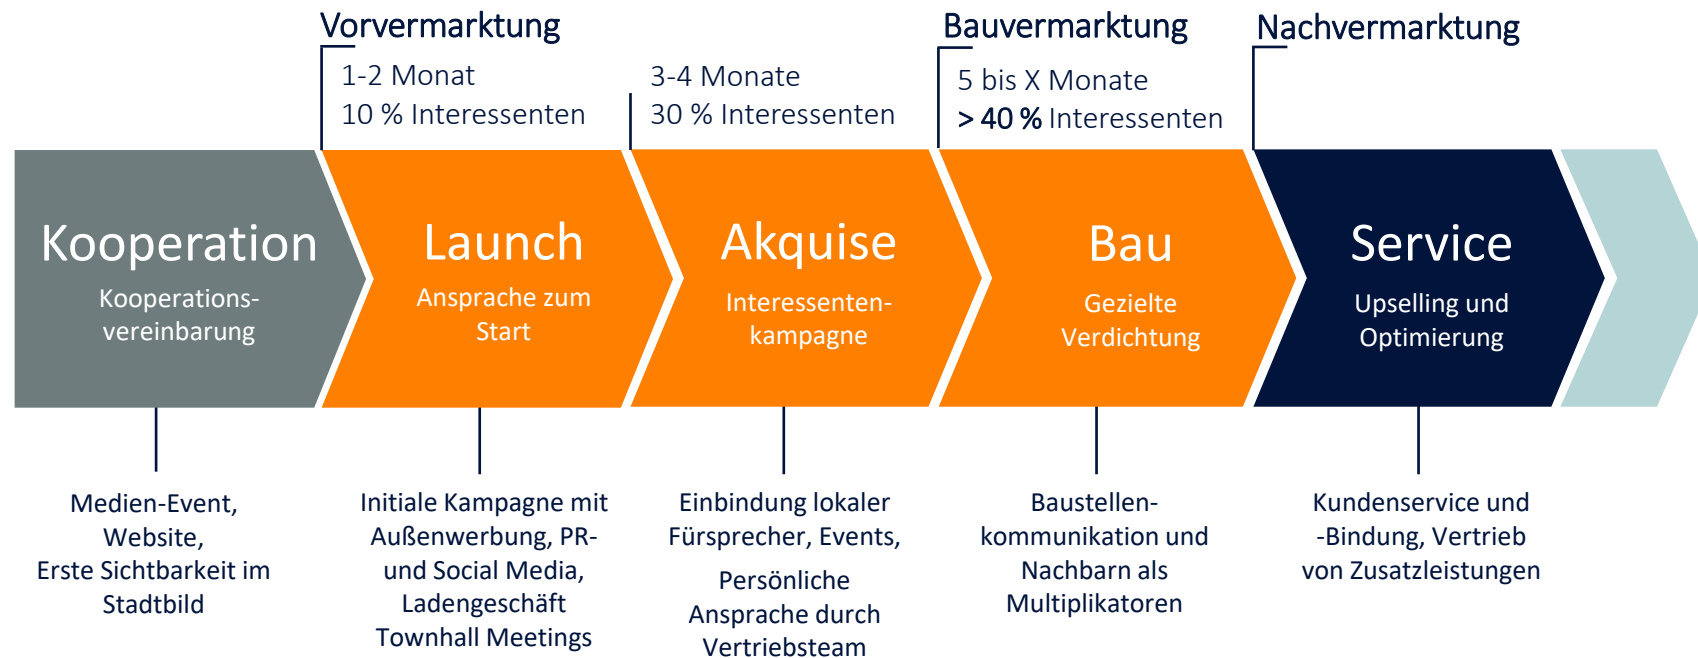 Vorvermarktung
1-2 Monat
10 % Interessenten
3-4 Monate
30 % Interessenten
Bauvermarktung
5 bis X Monate
> 40 % Interessenten
Nachvermarktung
Kooperation
Kooperations-
vereinbarung
Launch
Ansprache zum
Start
Akquise
Interessenten-
kampagne
Bau
Gezielte
Verdichtung
Service
Upselling und
Optimierung
Medien-Event,
Website,
Erste Sichtbarkeit im
Stadtbild
Initiale Kampagne mit
Außenwerbung, PR-
und Social Media,
Ladengeschäft
Townhall Meetings
Einbindung lokaler
Fürsprecher, Events,
Persönliche
Ansprache durch
Vertriebsteam
Baustellen-
kommunikation und
Nachbarn als
Multiplikatoren
Kundenservice und
-Bindung, Vertrieb
von Zusatzleistungen